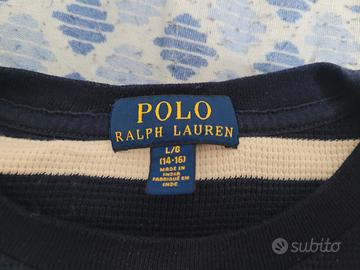 POLO
RALPH LAUREN
L/G
(14-16)
MADE IN
INDIA
FABRIQUÉ EN
INDE
subito